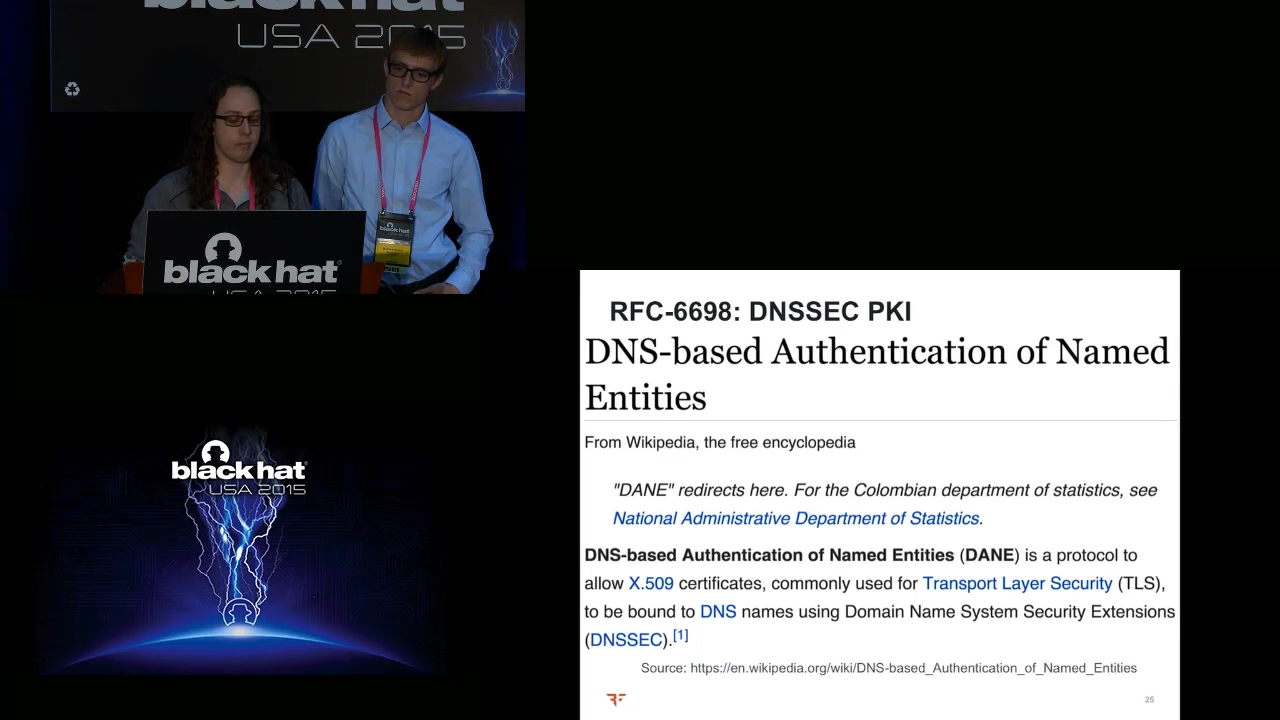 black hat
USA 2015
black hat
black hat
USA 2015
black hat
USA 2015
RFC-6698: DNSSEC PKI
DNS-based Authentication of Named
Entities
From Wikipedia, the free encyclopedia
"DANE" redirects here. For the Colombian department of statistics, see
National Administrative Department of Statistics.
DNS-based Authentication of Named Entities (DANE) is a protocol to
allow X.509 certificates, commonly used for Transport Layer Security (TLS),
to be bound to DNS names using Domain Name System Security Extensions
(DNSSEC).[1]
Source: https://en.wikipedia.org/wiki/DNS-based_Authentication_of_Named_Entities
25